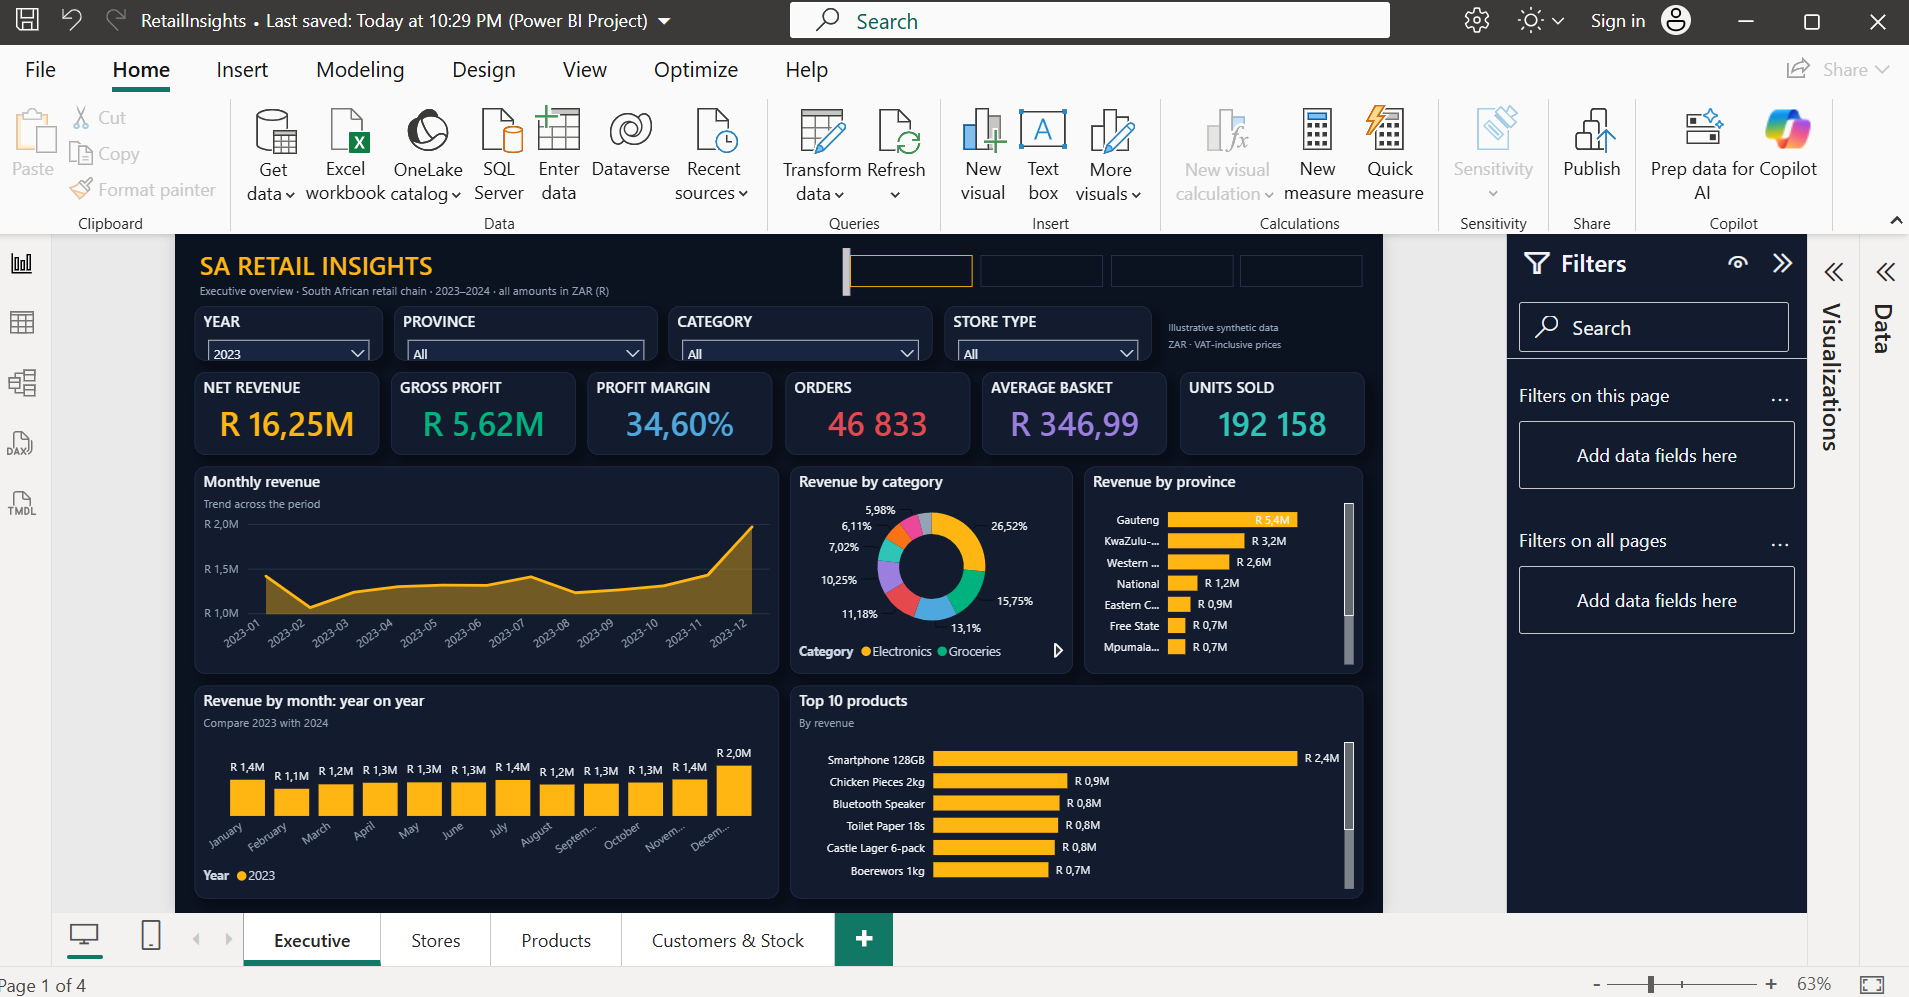 RetailInsights • Last saved: Today at 10:29 PM (Power BI Project)
Search
Sign in
File Home Insert Modeling Design View Optimize Help
Share
Paste
Cut
Copy
Format painter
Clipboard
Get data
Excel workbook
OneLake catalog
SQL Server
Enter data
Dataverse
Recent sources
Data
Transform data
Refresh
Queries
New visual
Text box
More visuals
Insert
New visual calculation
New measure
Quick measure
Calculations
Sensitivity
Sensitivity
Publish
Share
Prep data for AI
Copilot
Copilot
DAX
TMDL
SA RETAIL INSIGHTS
Executive overview · South African retail chain · 2023–2024 · all amounts in ZAR (R)
YEAR
2023
PROVINCE
All
CATEGORY
All
STORE TYPE
All
Illustrative synthetic data
ZAR · VAT-inclusive prices
NET REVENUE
R 16,25M
GROSS PROFIT
R 5,62M
PROFIT MARGIN
34,60%
ORDERS
46 833
AVERAGE BASKET
R 346,99
UNITS SOLD
192 158
Monthly revenue
Trend across the period
R 2,0M
R 1,5M
R 1,0M
2023-01 2023-02 2023-03 2023-04 2023-05 2023-06 2023-07 2023-08 2023-09 2023-10 2023-11 2023-12
Revenue by category
5,98%
6,11%
7,02%
10,25%
11,18%
26,52%
15,75%
13,1%
Category Electronics Groceries
Revenue by province
Gauteng R 5,4M
KwaZulu-... R 3,2M
Western ... R 2,6M
National R 1,2M
Eastern C... R 0,9M
Free State R 0,7M
Mpumala... R 0,7M
Revenue by month: year on year
Compare 2023 with 2024
R 1,4M R 1,1M R 1,2M R 1,3M R 1,3M R 1,3M R 1,4M R 1,2M R 1,3M R 1,3M R 1,4M R 2,0M
January February March April May June July August Septem... October Novem... Decem...
Year 2023
Top 10 products
By revenue
Smartphone 128GB R 2,4M
Chicken Pieces 2kg R 0,9M
Bluetooth Speaker R 0,8M
Toilet Paper 18s R 0,8M
Castle Lager 6-pack R 0,8M
Boerewors 1kg R 0,7M
Filters
Search
Filters on this page ...
Add data fields here
Filters on all pages ...
Add data fields here
Visualizations
Data
Executive Stores Products Customers & Stock +
Page 1 of 4
- + 63%